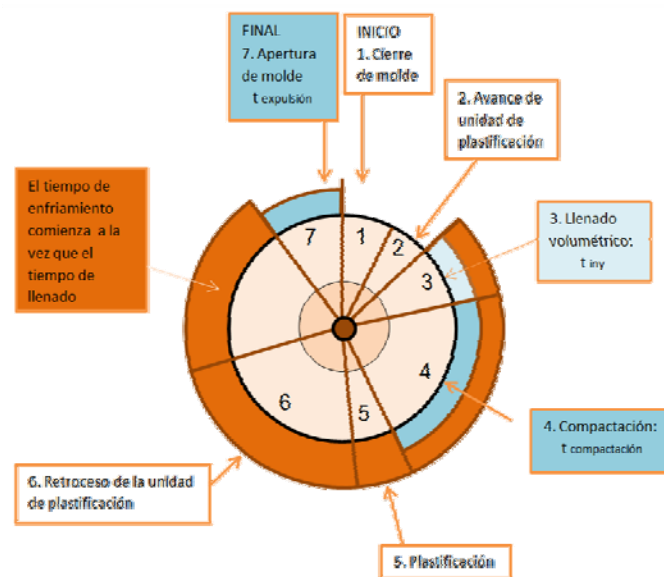 FINAL
7. Apertura
de molde
t expulsión
INICIO
1. Cierre
de molde
2. Avance de
unidad de
plastificación
El tiempo de
enfriamiento
comienza a la
vez que el
tiempo de
llenado
3. Llenado
volumétrico:
t iny
7
1
2
3
4
5
6
4. Compactación:
t compactación
6. Retroceso de la unidad
de plastificación
5. Plastificación